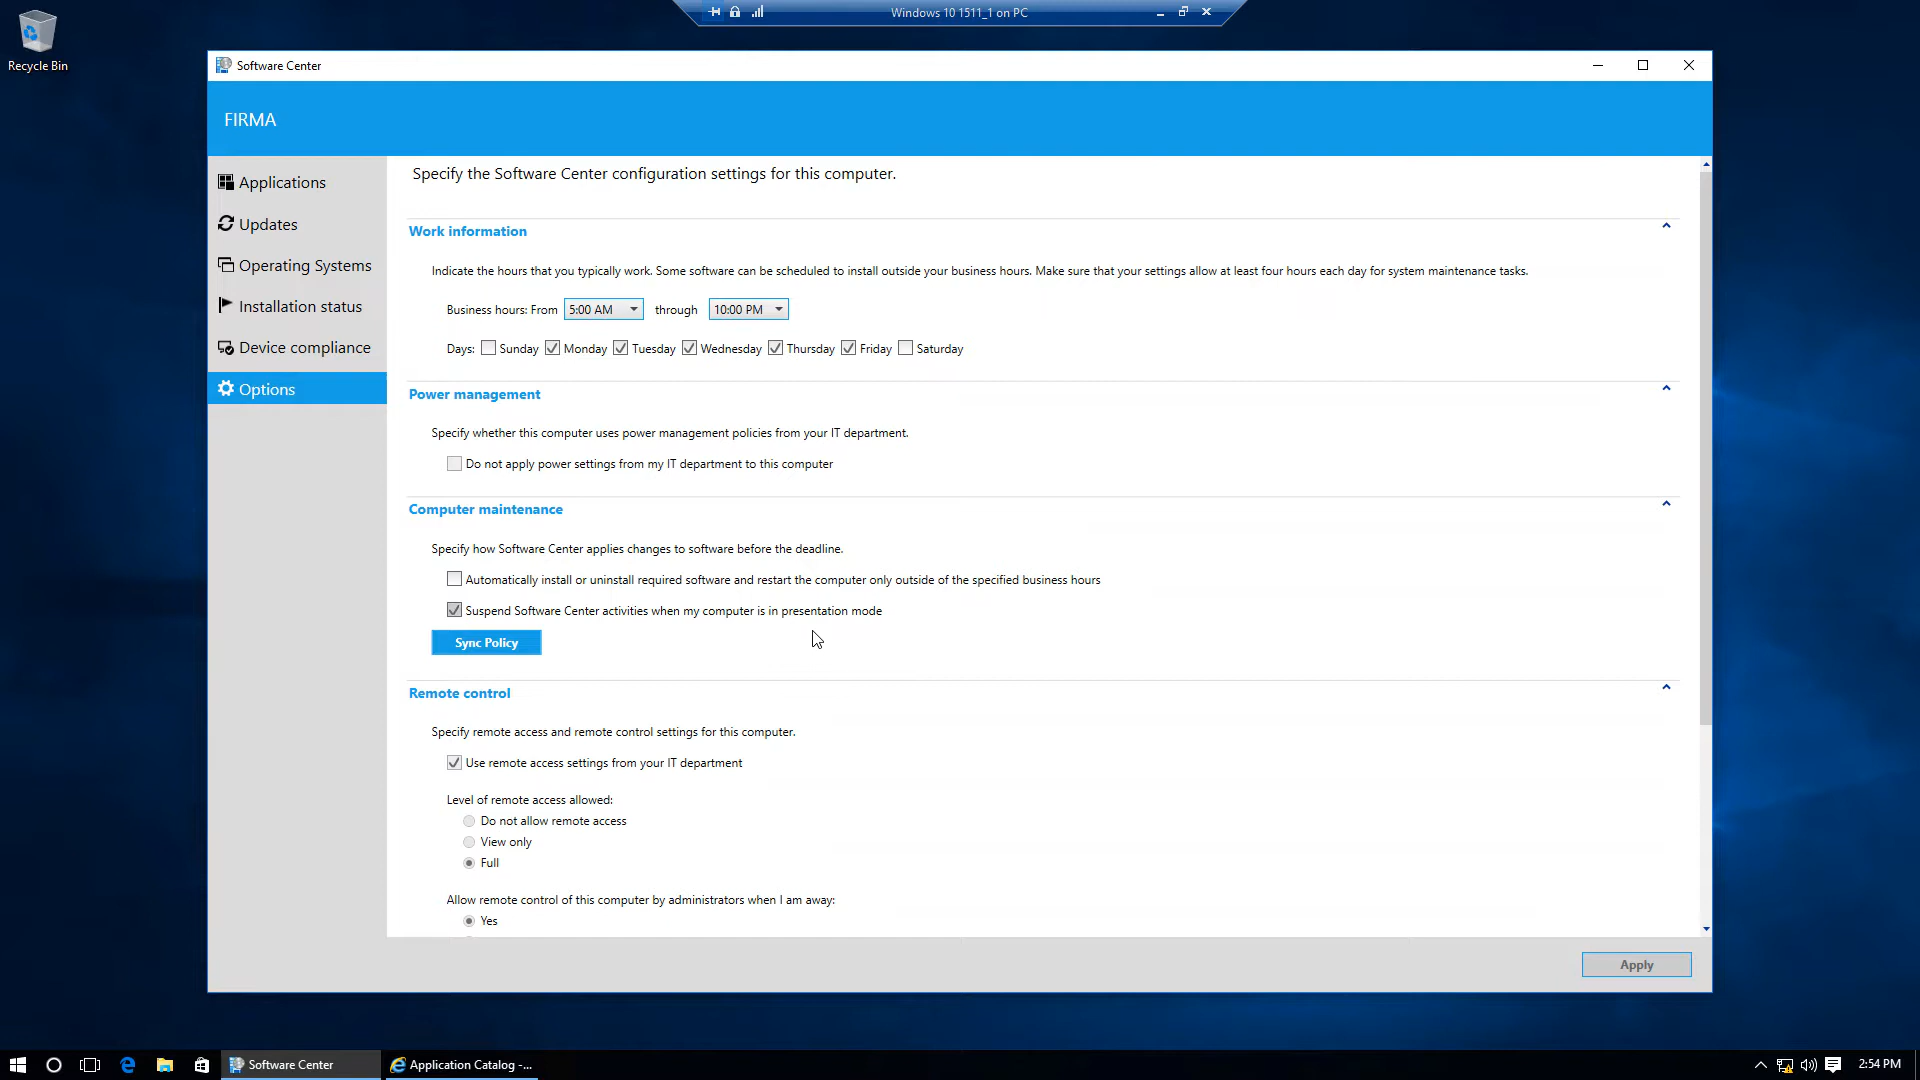 Windows 10 1511_1 on PC
Recycle Bin
Software Center
FIRMA
Applications
Updates
Operating Systems
Installation status
Device compliance
Options
Specify the Software Center configuration settings for this computer.
Work information
Indicate the hours that you typically work. Some software can be scheduled to install outside your business hours. Make sure that your settings allow at least four hours each day for system maintenance tasks.
Business hours: From 5:00 AM through 10:00 PM
Days: Sunday Monday Tuesday Wednesday Thursday Friday Saturday
Power management
Specify whether this computer uses power management policies from your IT department.
Do not apply power settings from my IT department to this computer
Computer maintenance
Specify how Software Center applies changes to software before the deadline.
Automatically install or uninstall required software and restart the computer only outside of the specified business hours
Suspend Software Center activities when my computer is in presentation mode
Sync Policy
Remote control
Specify remote access and remote control settings for this computer.
Use remote access settings from your IT department
Level of remote access allowed:
Do not allow remote access
View only
Full
Allow remote control of this computer by administrators when I am away:
Yes
Apply
Software Center
Application Catalog -...
2:54 PM